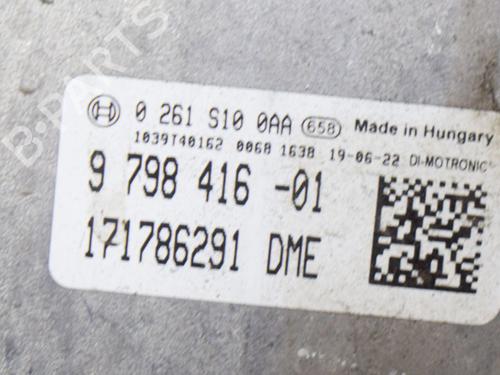 B-PARTS
0 261 S10 0AA 658 Made in Hungary
1039T40162 0068 1638 19-06-22 DI-MOTRONIC
9 798 416 -01
171786291 DME